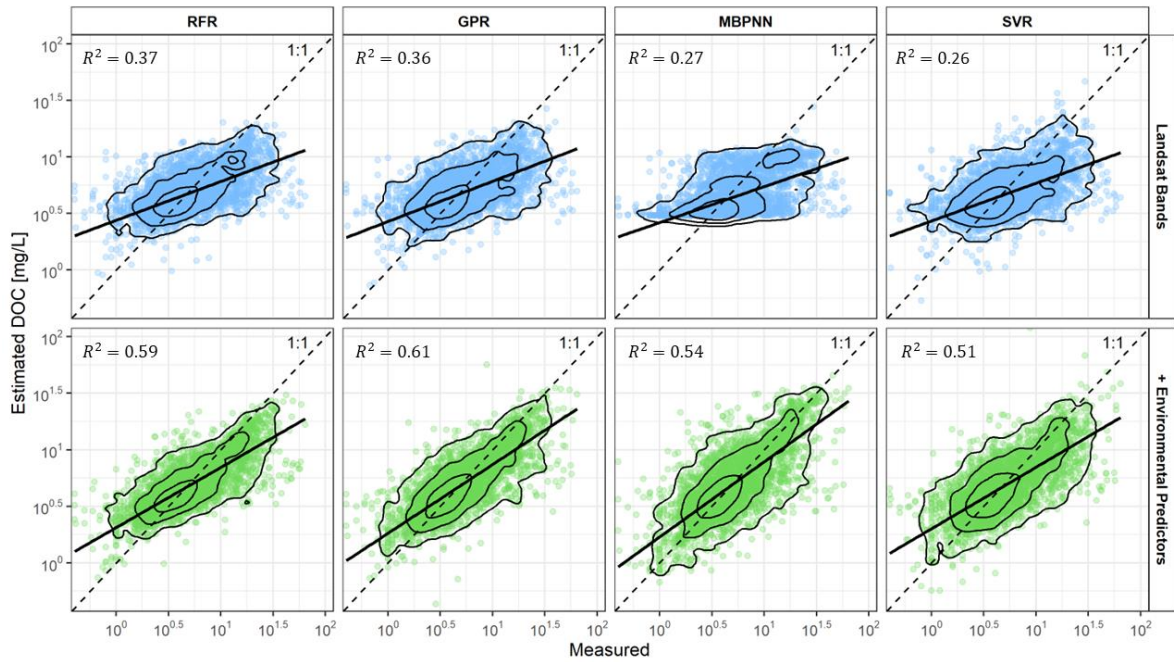 RFR GPR MBPNN SVR
R² = 0.37 1:1 R² = 0.36 1:1 R² = 0.27 1:1 R² = 0.26 1:1
10²
10^1.5
10¹
10^0.5
10⁰
Landsat Bands
Estimated DOC [mg/L]
R² = 0.59 1:1 R² = 0.61 1:1 R² = 0.54 1:1 R² = 0.51 1:1
10²
10^1.5
10¹
10^0.5
10⁰
+ Environmental Predictors
10⁰ 10^0.5 10¹ 10^1.5 10² 10⁰ 10^0.5 10¹ 10^1.5 10² 10⁰ 10^0.5 10¹ 10^1.5 10² 10⁰ 10^0.5 10¹ 10^1.5 10²
Measured